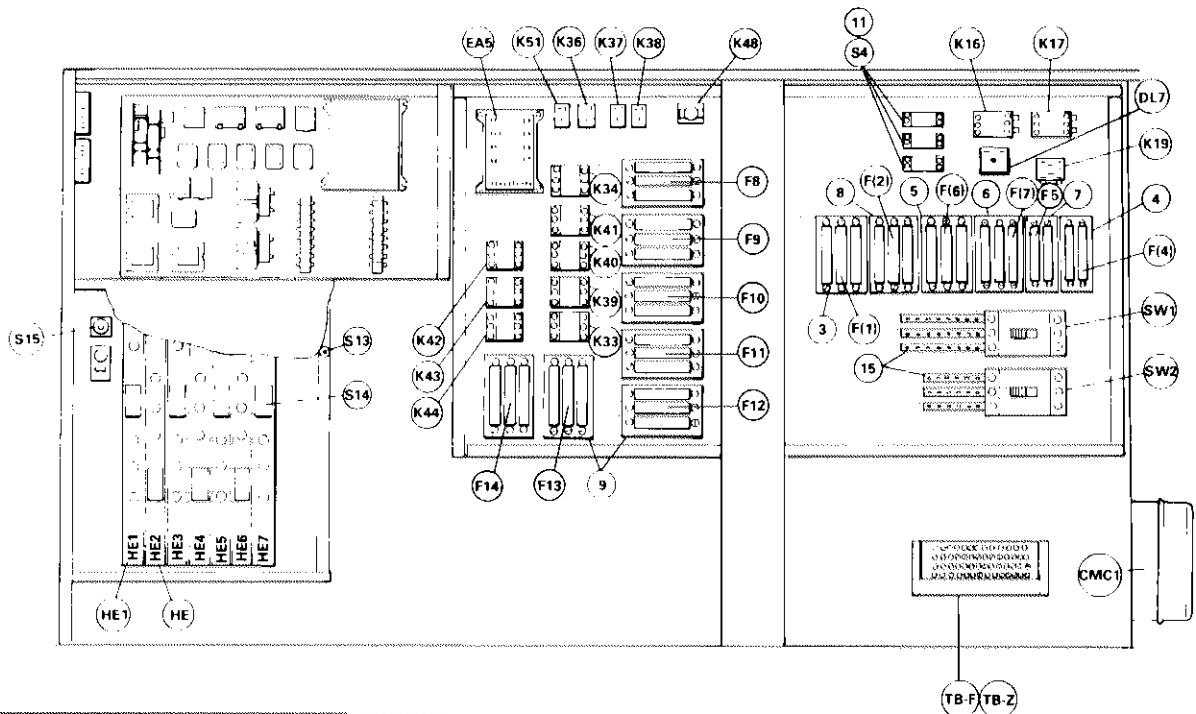 11
EA5 K51 K36 K37 K38 K48 S4 K16 K17
DL7
K19
K34 F8 8 F(2) 5 F(6) 6 F(7) F5 7 4
K41 F9
K40 F(4)
K39 F10
S15 S13 K42 K33 3 F(1) SW1
K43 F11
15
S14 K44 F12 SW2
F14 F13 9
HE1 HE2 HE3 HE4 HE5 HE6 HE7
CMC1
HE1 HE
TB-F TB-Z